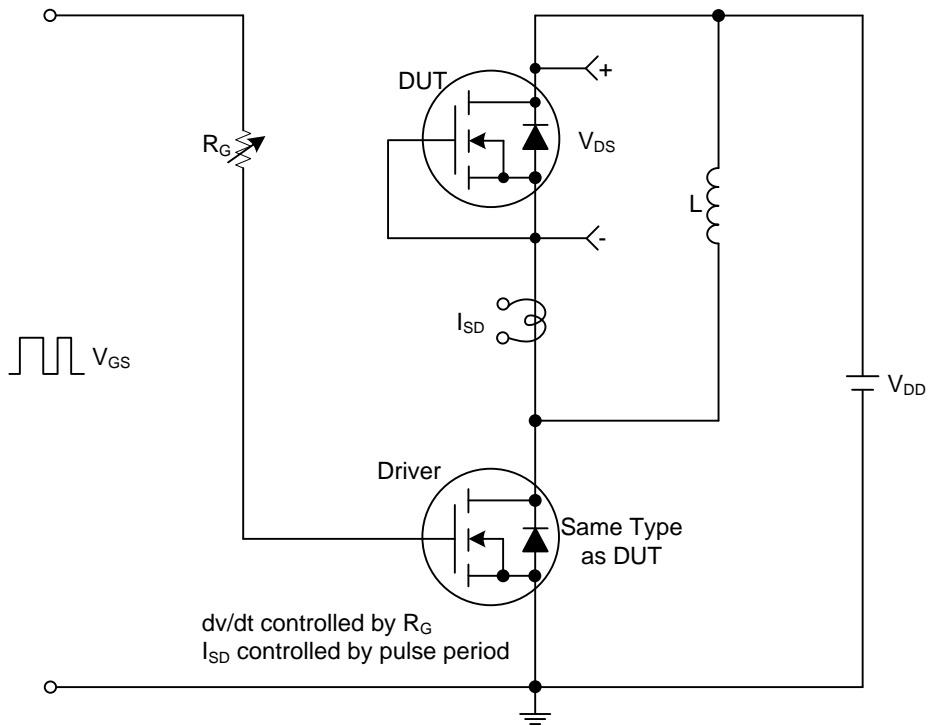 DUT
+
R_G
V_DS
L
-
I_SD
V_GS
V_DD
Driver
Same Type
as DUT
dv/dt controlled by R_G
I_SD controlled by pulse period